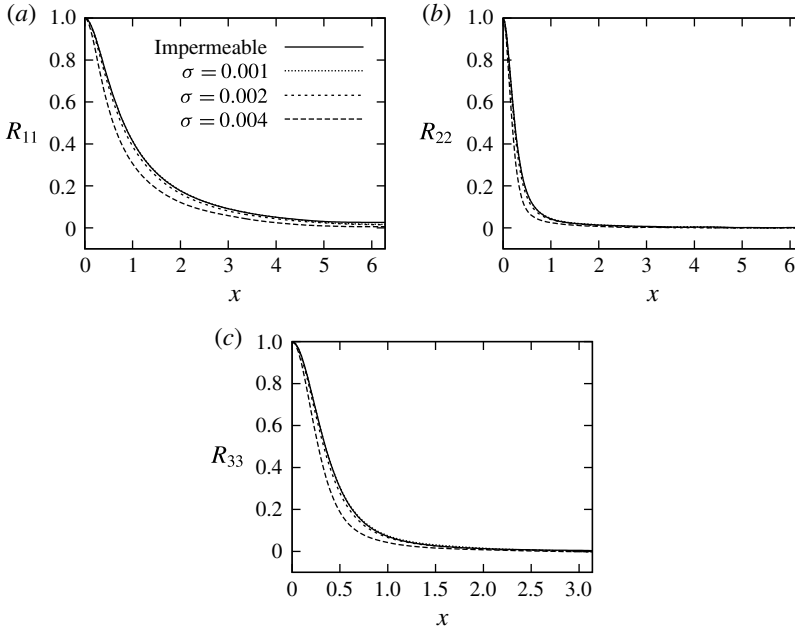 (a)
1.0
0.8
0.6
0.4
0.2
0
R11
Impermeable
σ = 0.001
σ = 0.002
σ = 0.004
0 1 2 3 4 5 6
x
(b)
1.0
0.8
0.6
0.4
0.2
0
R22
0 1 2 3 4 5 6
x
(c)
1.0
0.8
0.6
0.4
0.2
0
R33
0 0.5 1.0 1.5 2.0 2.5 3.0
x